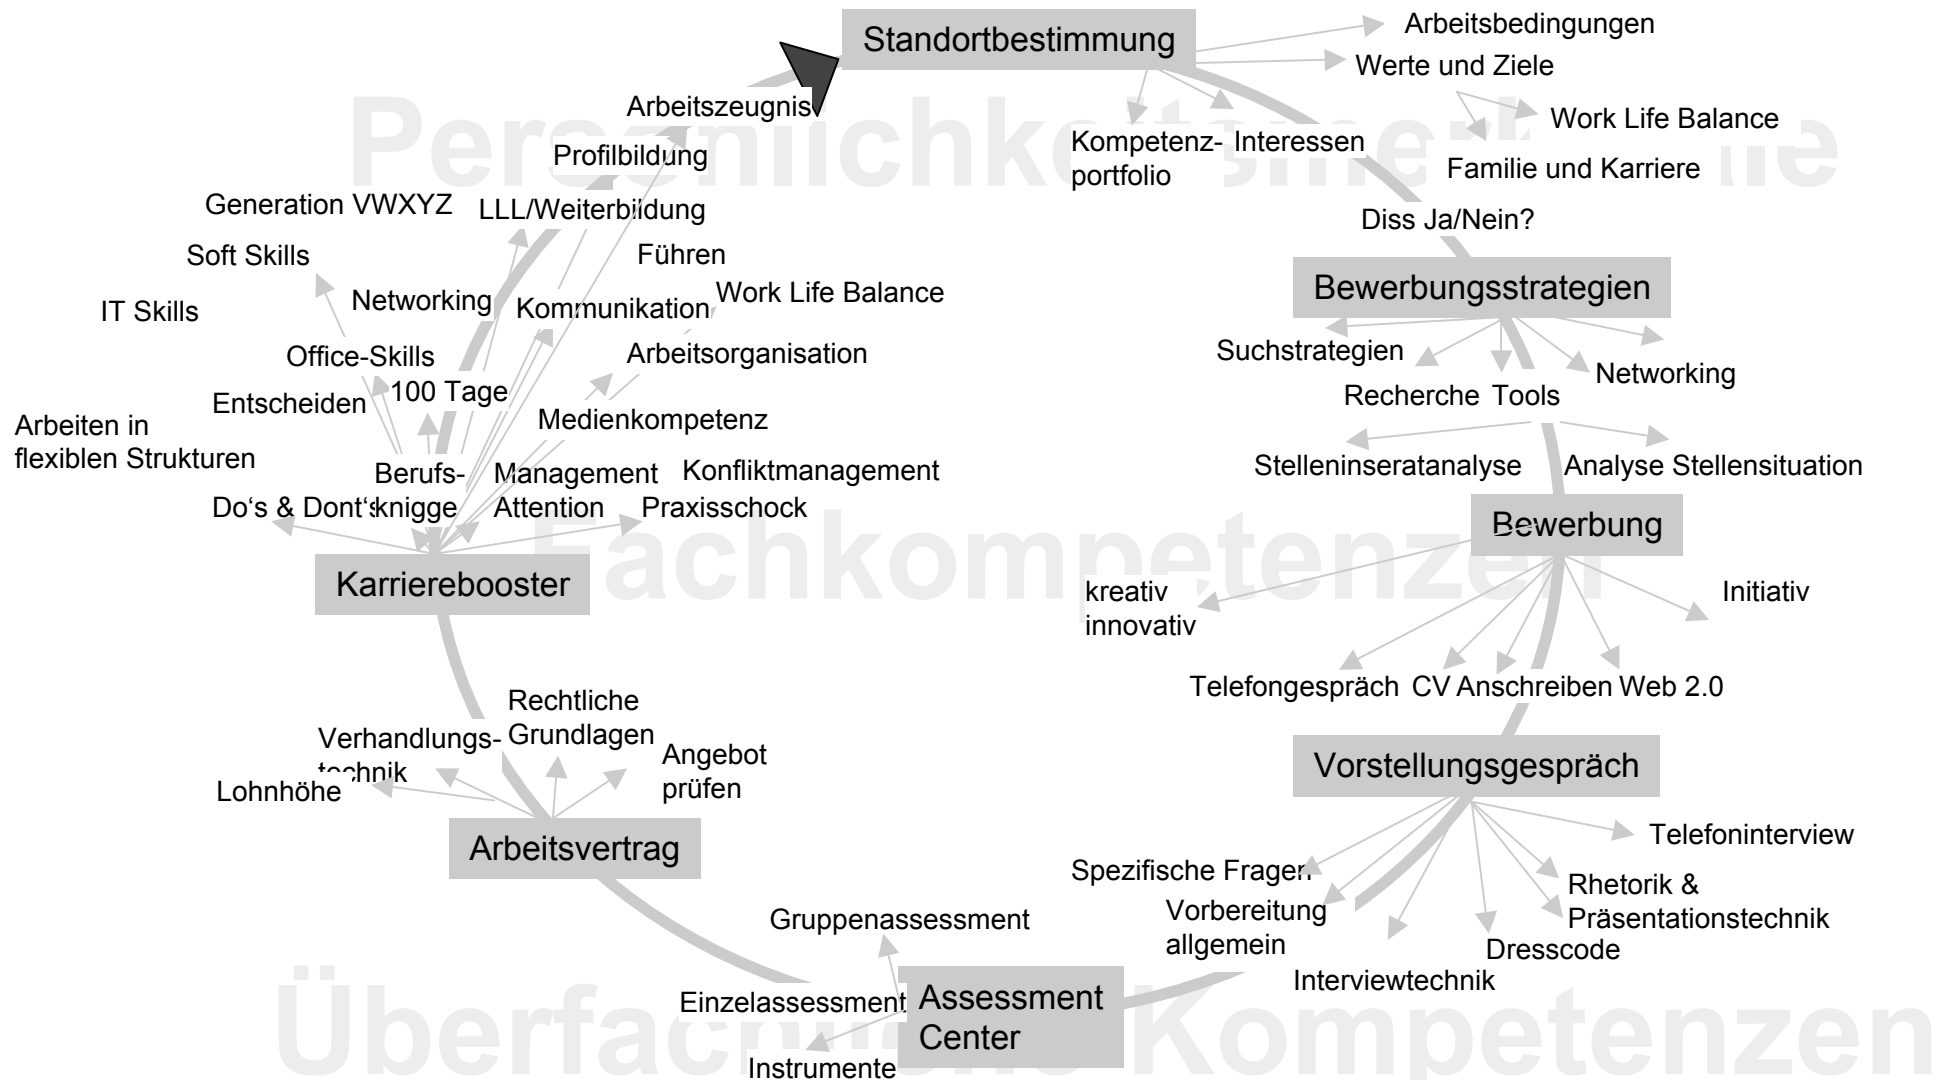 Standortbestimmung
Arbeitsbedingungen
Werte und Ziele
Work Life Balance
Familie und Karriere
Kompetenz-
portfolio
Interessen
Diss Ja/Nein?
Bewerbungsstrategien
Suchstrategien
Recherche
Tools
Networking
Stelleninseratanalyse
Analyse Stellensituation
Bewerbung
kreativ
innovativ
Initiativ
Telefongespräch
CV
Anschreiben
Web 2.0
Vorstellungsgespräch
Telefoninterview
Spezifische Fragen
Rhetorik &
Präsentationstechnik
Vorbereitung
allgemein
Dresscode
Interviewtechnik
Assessment
Center
Gruppenassessment
Einzelassessment
Instrumente
Arbeitsvertrag
Rechtliche
Grundlagen
Verhandlungs-
technik
Angebot
prüfen
Lohnhöhe
Karrierebooster
Arbeitszeugnis
Profilbildung
Generation VWXYZ
LLL/Weiterbildung
Soft Skills
Führen
IT Skills
Networking
Kommunikation
Work Life Balance
Office-Skills
Arbeitsorganisation
Entscheiden
100 Tage
Medienkompetenz
Arbeiten in
flexiblen Strukturen
Berufs-
knigge
Management
Attention
Konfliktmanagement
Do‘s & Dont‘s
Praxisschock
Persönlichkeitsmerkmale
Fachkompetenzen
Überfachliche Kompetenzen